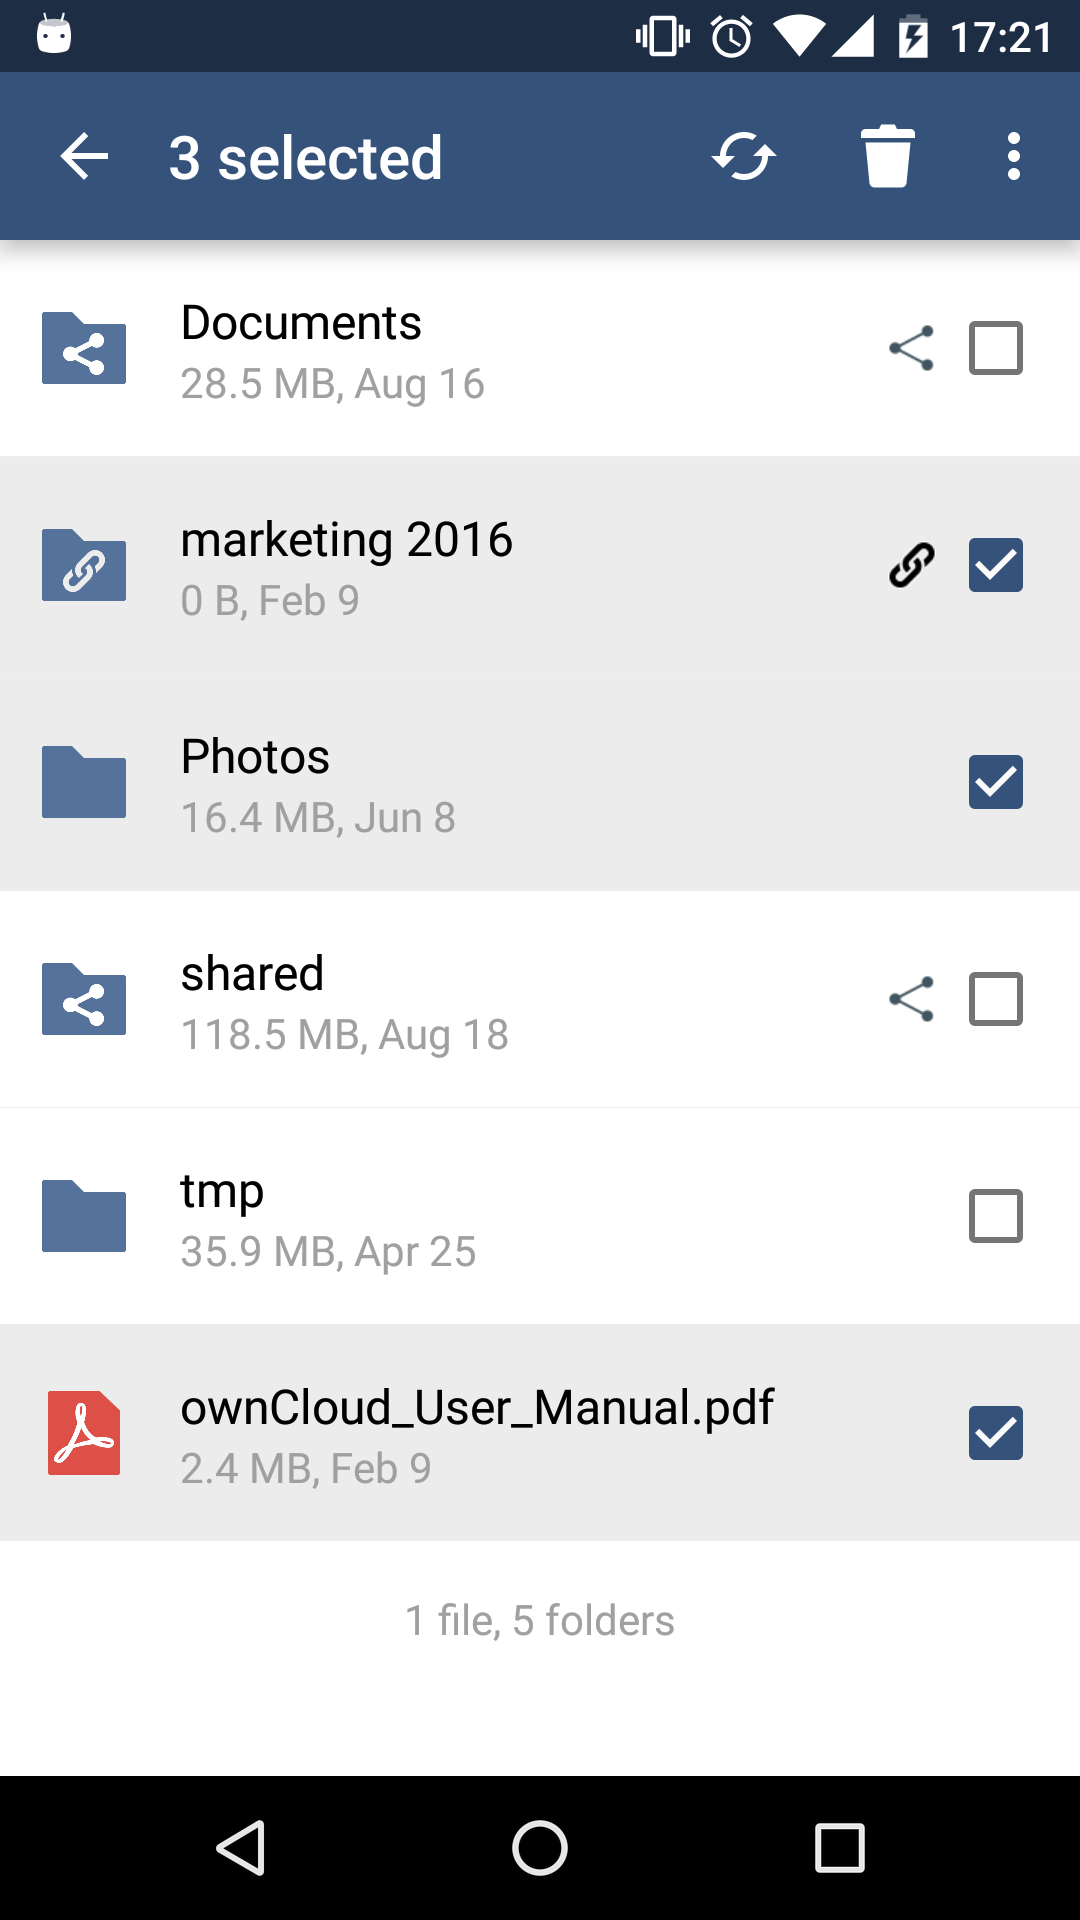 17:21
3 selected
Documents
28.5 MB, Aug 16
marketing 2016
0 B, Feb 9
Photos
16.4 MB, Jun 8
shared
118.5 MB, Aug 18
tmp
35.9 MB, Apr 25
ownCloud_User_Manual.pdf
2.4 MB, Feb 9
1 file, 5 folders